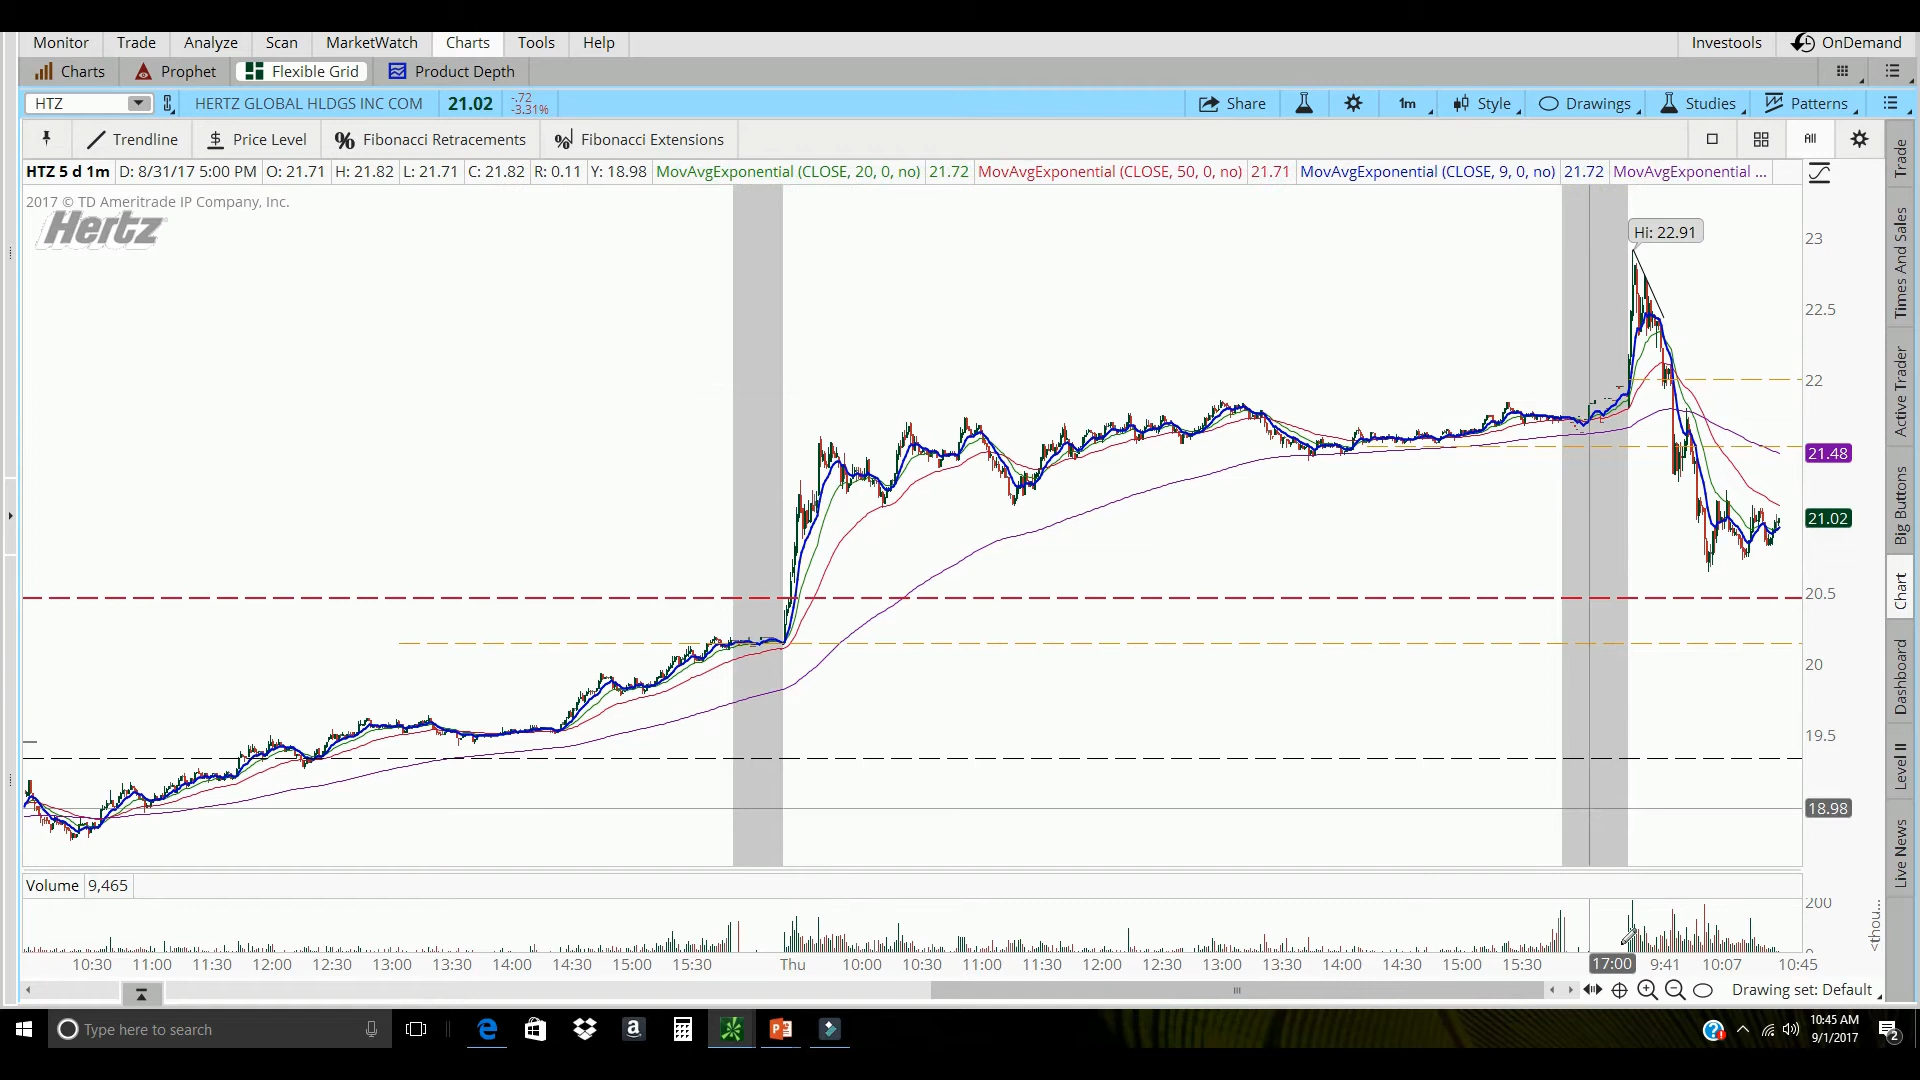 Monitor Trade Analyze Scan MarketWatch Charts Tools Help Investools OnDemand
Charts Prophet Flexible Grid Product Depth
HTZ HERTZ GLOBAL HLDGS INC COM 21.02 -.72 -3.31% Share 1m Style Drawings Studies Patterns
Trendline $ Price Level % Fibonacci Retracements % Fibonacci Extensions All
HTZ 5 d 1m D: 8/31/17 5:00 PM O: 21.71 H: 21.82 L: 21.71 C: 21.82 R: 0.11 Y: 18.98 MovAvgExponential (CLOSE, 20, 0, no) 21.72 MovAvgExponential (CLOSE, 50, 0, no) 21.71 MovAvgExponential (CLOSE, 9, 0, no) 21.72 MovAvgExponential ...
2017 © TD Ameritrade IP Company, Inc.
Hertz
Hi: 22.91
23
22.5
22
21.48
21.02
20.5
20
19.5
18.98
Volume 9,465
200
0
<thou...
10:30 11:00 11:30 12:00 12:30 13:00 13:30 14:00 14:30 15:00 15:30 Thu 10:00 10:30 11:00 11:30 12:00 12:30 13:00 13:30 14:00 14:30 15:00 15:30 17:00 9:41 10:07 10:45
Drawing set: Default
Trade
Times And Sales
Active Trader
Big Buttons
Chart
Dashboard
Level II
Live News
Type here to search
10:45 AM
9/1/2017
2